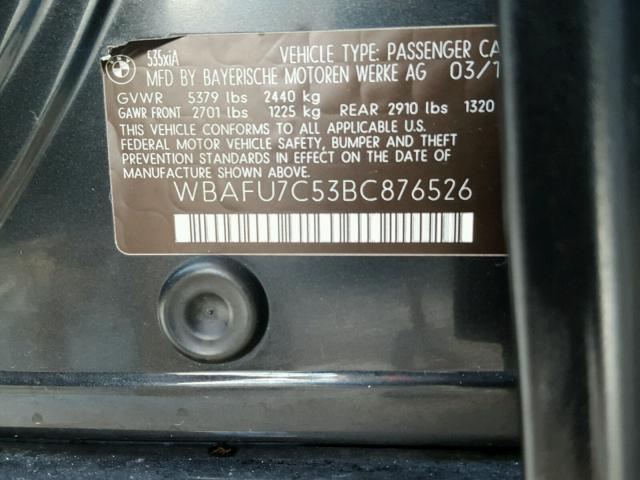 535xiA
VEHICLE TYPE: PASSENGER CA
MFD BY BAYERISCHE MOTOREN WERKE AG 03/1
GVWR 5379 lbs 2440 kg
GAWR FRONT 2701 lbs 1225 kg REAR 2910 lbs 1320
THIS VEHICLE CONFORMS TO ALL APPLICABLE U.S.
FEDERAL MOTOR VEHICLE SAFETY, BUMPER AND THEFT
PREVENTION STANDARDS IN EFFECT ON THE DATE OF
MANUFACTURE SHOWN ABOVE.
WBAFU7C53BC876526